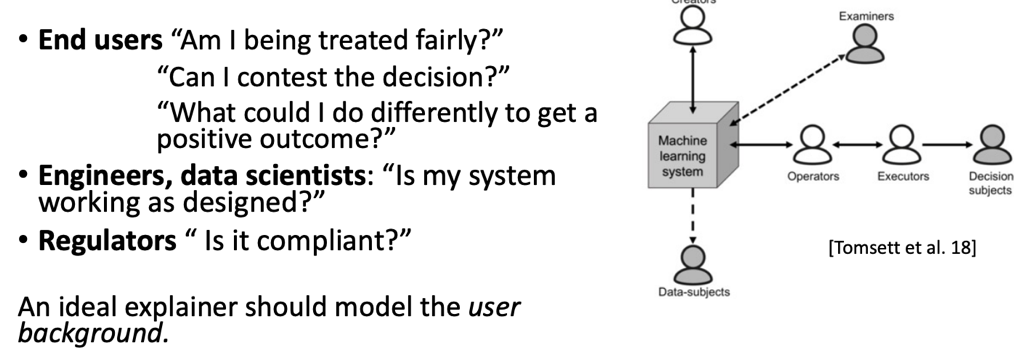 • End users “Am I being treated fairly?”
“Can I contest the decision?”
“What could I do differently to get a
positive outcome?”
• Engineers, data scientists: “Is my system
working as designed?”
• Regulators “ Is it compliant?”
An ideal explainer should model the user
background.
Creators
Examiners
Machine
learning
system
Operators
Executors
Decision
subjects
Data-subjects
[Tomsett et al. 18]